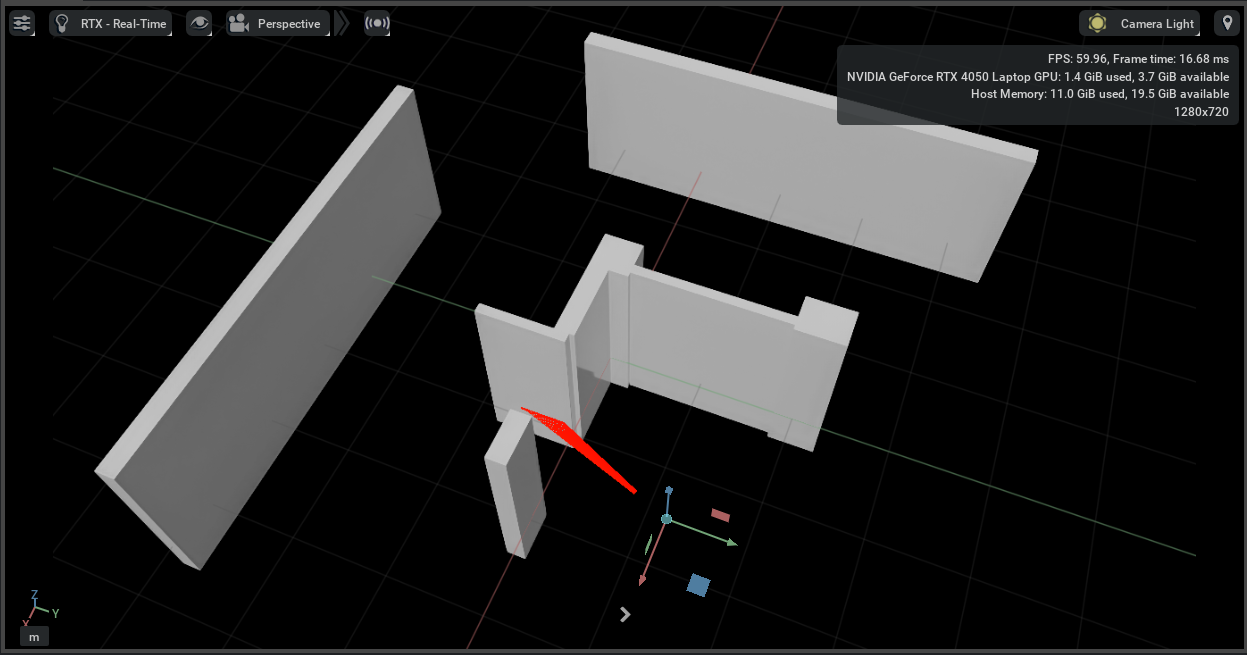 RTX - Real-Time
Perspective
Camera Light
FPS: 59.96, Frame time: 16.68 ms
NVIDIA GeForce RTX 4050 Laptop GPU: 1.4 GiB used, 3.7 GiB available
Host Memory: 11.0 GiB used, 19.5 GiB available
1280x720
Z
Y
X
m